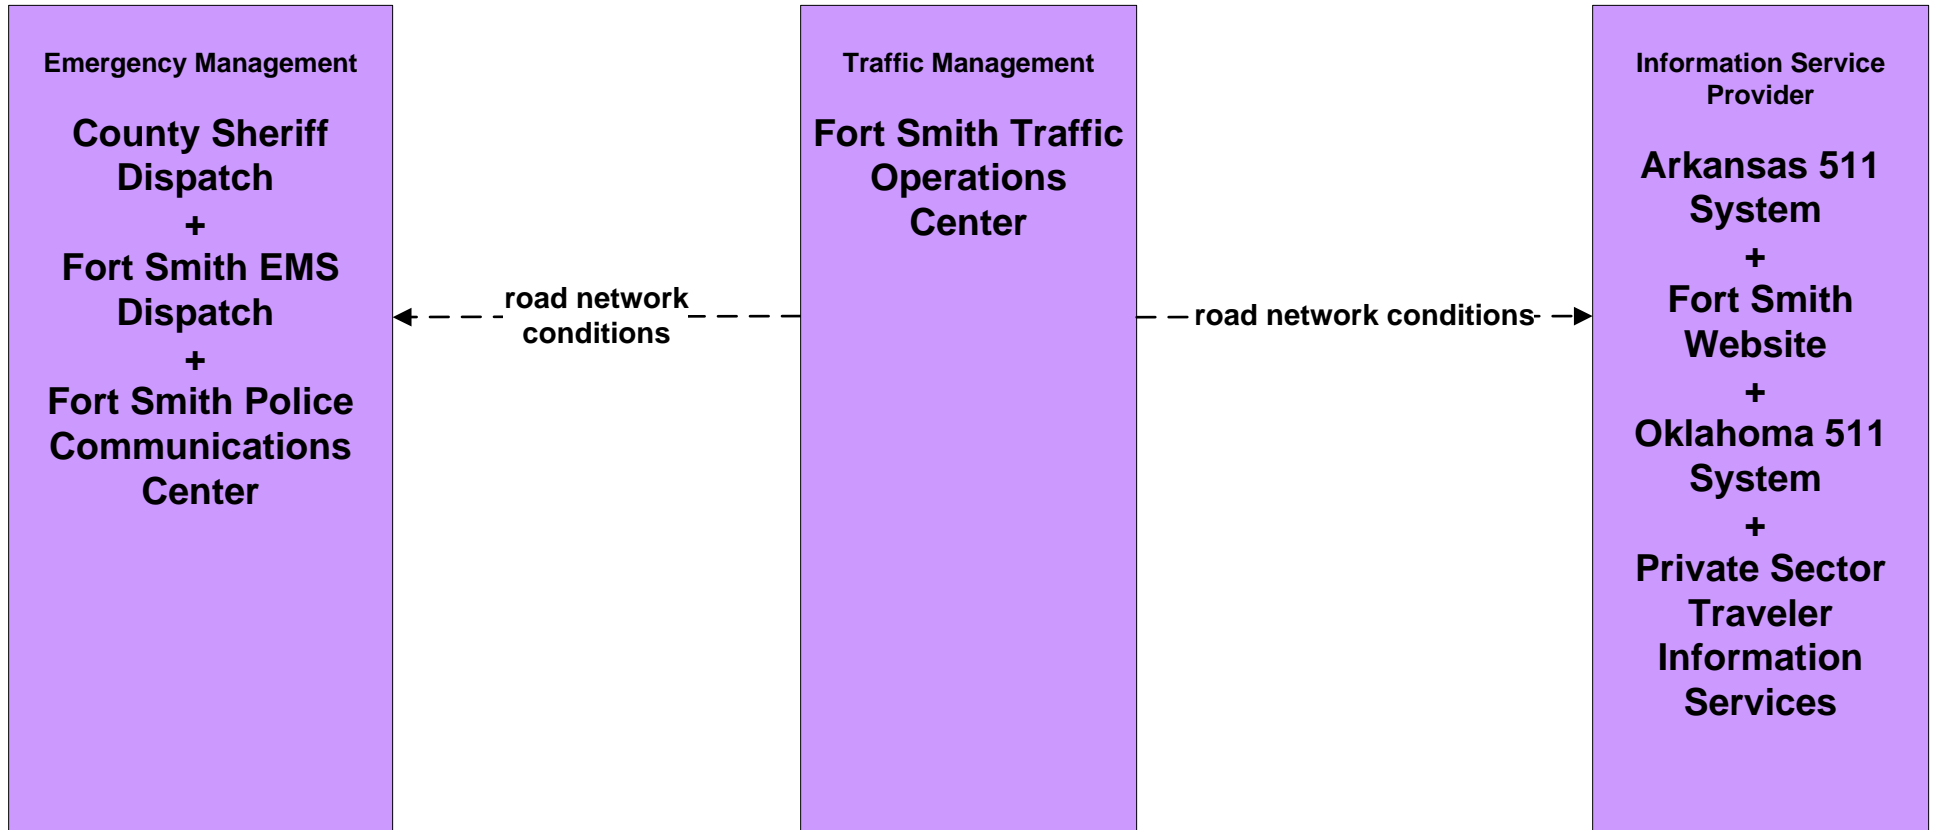 Emergency Management
County Sheriff
Dispatch
+
Fort Smith EMS
Dispatch
+
Fort Smith Police
Communications
Center
road network
conditions
Traffic Management
Fort Smith Traffic
Operations
Center
road network conditions
Information Service
Provider
Arkansas 511
System
+
Fort Smith
Website
+
Oklahoma 511
System
+
Private Sector
Traveler
Information
Services